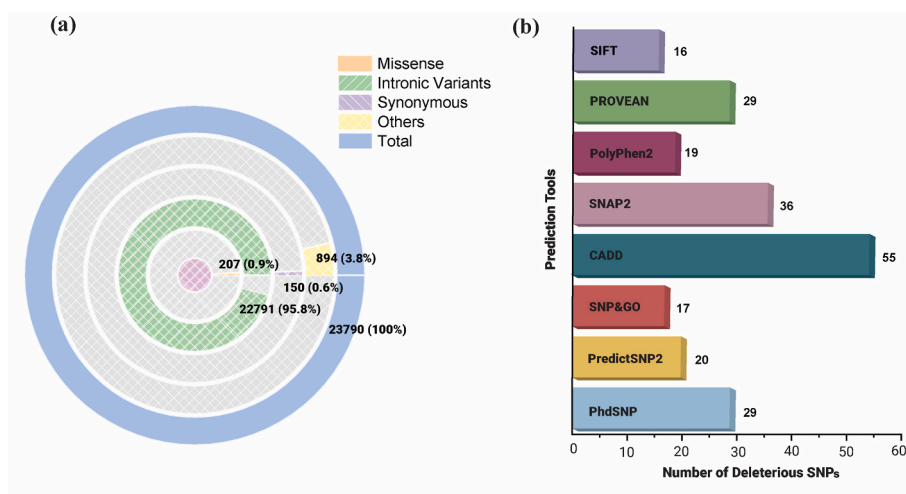 (a)
Missense
Intronic Variants
Synonymous
Others
Total
207 (0.9%)
894 (3.8%)
150 (0.6%)
22791 (95.8%)
23790 (100%)
(b)
Prediction Tools
SIFT 16
PROVEAN 29
PolyPhen2 19
SNAP2 36
CADD 55
SNP&GO 17
PredictSNP2 20
PhdSNP 29
0 10 20 30 40 50 60
Number of Deleterious SNPs